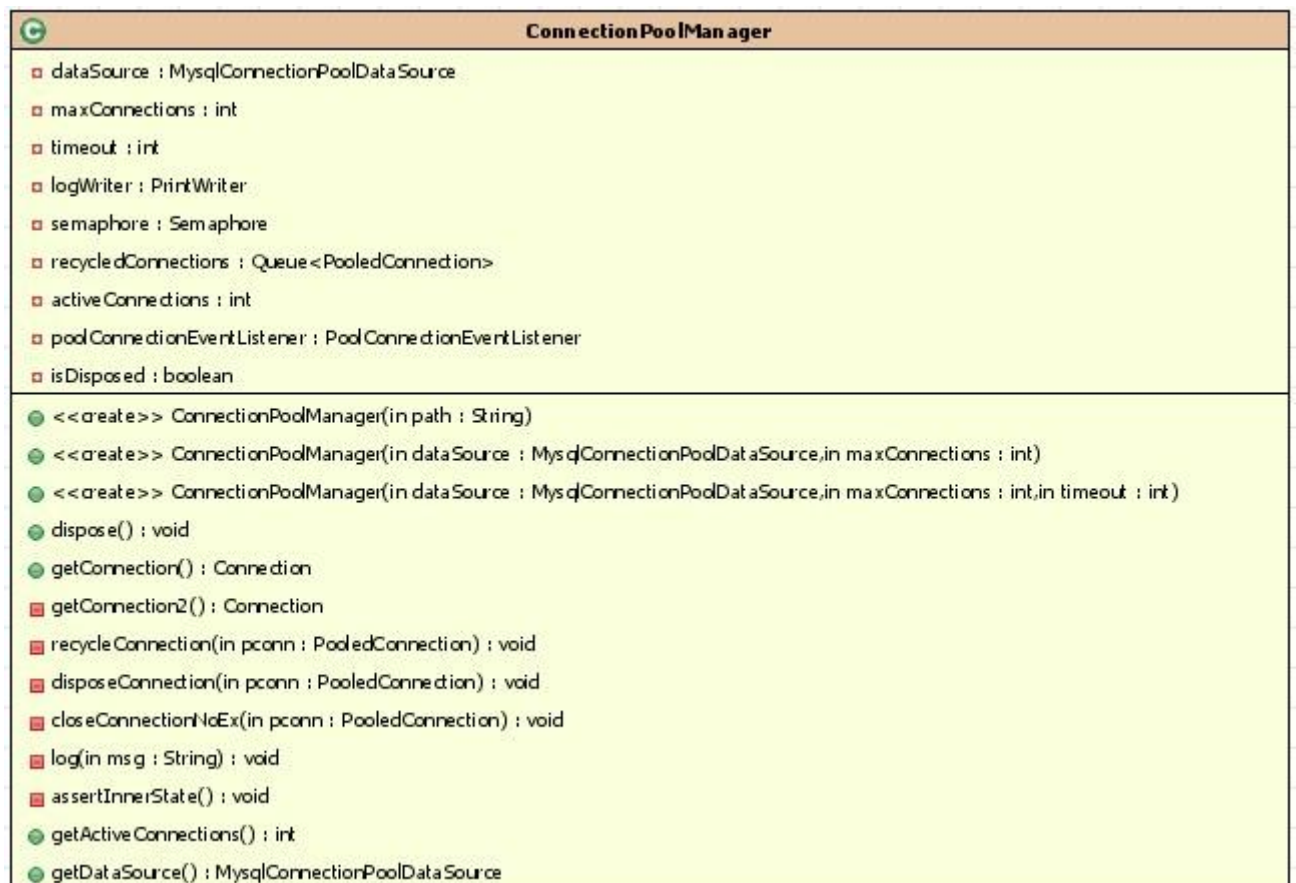 C
ConnectionPoolManager
dataSource : MysqlConnectionPoolDataSource
maxConnections : int
timeout : int
logWriter : PrintWriter
semaphore : Semaphore
recycledConnections : Queue<PooledConnection>
activeConnections : int
poolConnectionEventListener : PoolConnectionEventListener
isDisposed : boolean
<<create>> ConnectionPoolManager(in path : String)
<<create>> ConnectionPoolManager(in dataSource : MysqlConnectionPoolDataSource,in maxConnections : int)
<<create>> ConnectionPoolManager(in dataSource : MysqlConnectionPoolDataSource,in maxConnections : int,in timeout : int)
dispose() : void
getConnection() : Connection
getConnection2() : Connection
recycleConnection(in pconn : PooledConnection) : void
disposeConnection(in pconn : PooledConnection) : void
closeConnectionNoEx(in pconn : PooledConnection) : void
log(in msg : String) : void
assertInnerState() : void
getActiveConnections() : int
getDataSource() : MysqlConnectionPoolDataSource